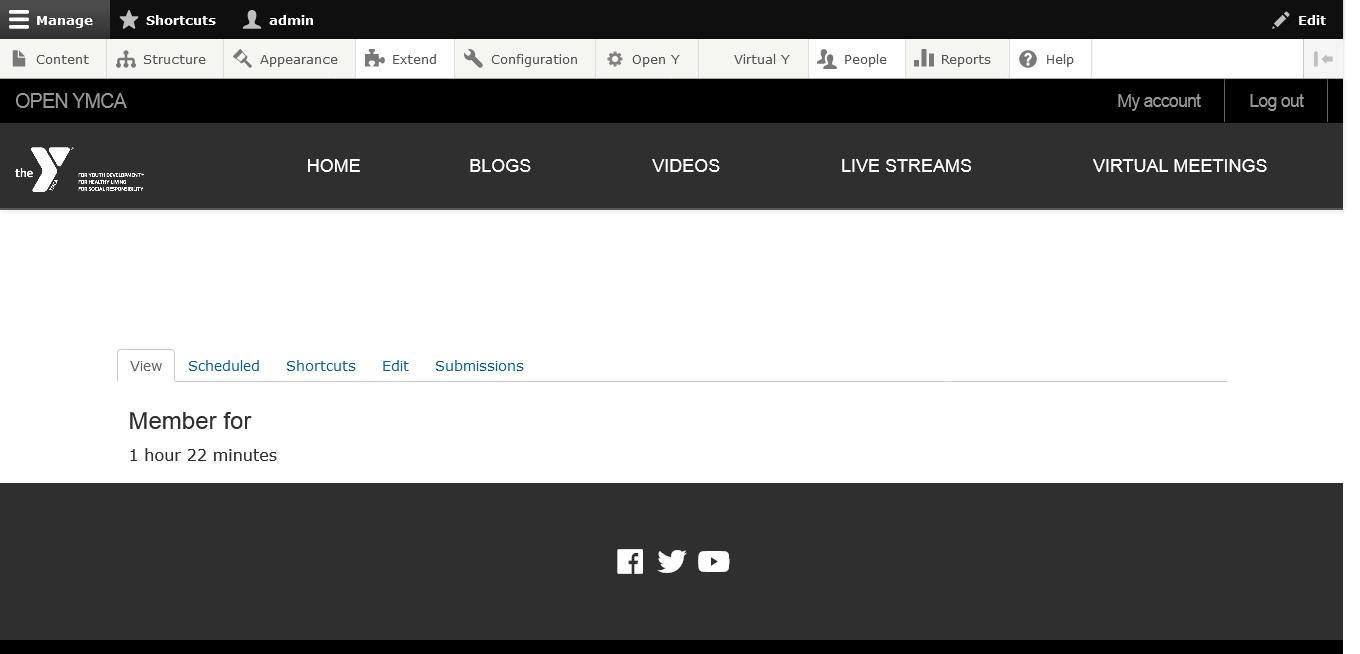 Manage Shortcuts admin Edit
Content Structure Appearance Extend Configuration Open Y Virtual Y People Reports Help
OPEN YMCA My account Log out
the Y FOR YOUTH DEVELOPMENT®
FOR HEALTHY LIVING
FOR SOCIAL RESPONSIBILITY
HOME BLOGS VIDEOS LIVE STREAMS VIRTUAL MEETINGS
View Scheduled Shortcuts Edit Submissions
Member for
1 hour 22 minutes